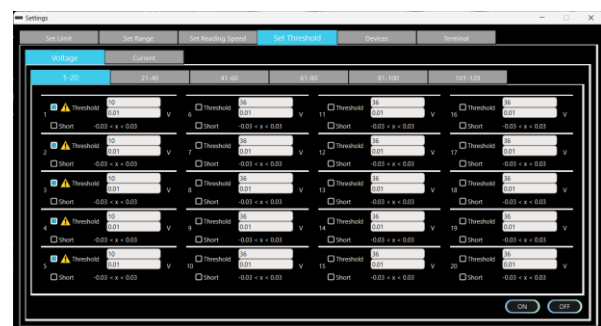 Settings
Set Limit Set Range Set Reading Speed Set Threshold Devices Terminal
Voltage Current
1-20 21-40 41-60 61-80 81-100 101-120
10 36 36 36
1 Threshold 0.01 V 6 Threshold 0.01 V 11 Threshold 0.01 V 16 Threshold 0.01 V
Short -0.03 < x < 0.03 Short -0.03 < x < 0.03 Short -0.03 < x < 0.03 Short -0.03 < x < 0.03
10 36 36 36
2 Threshold 0.01 V 7 Threshold 0.01 V 12 Threshold 0.01 V 17 Threshold 0.01 V
Short -0.03 < x < 0.03 Short -0.03 < x < 0.03 Short -0.03 < x < 0.03 Short -0.03 < x < 0.03
10 36 36 36
3 Threshold 0.01 V 8 Threshold 0.01 V 13 Threshold 0.01 V 18 Threshold 0.01 V
Short -0.03 < x < 0.03 Short -0.03 < x < 0.03 Short -0.03 < x < 0.03 Short -0.03 < x < 0.03
10 36 36 36
4 Threshold 0.01 V 9 Threshold 0.01 V 14 Threshold 0.01 V 19 Threshold 0.01 V
Short -0.03 < x < 0.03 Short -0.03 < x < 0.03 Short -0.03 < x < 0.03 Short -0.03 < x < 0.03
10 36 36 36
5 Threshold 0.01 V 10 Threshold 0.01 V 15 Threshold 0.01 V 20 Threshold 0.01 V
Short -0.03 < x < 0.03 Short -0.03 < x < 0.03 Short -0.03 < x < 0.03 Short -0.03 < x < 0.03
ON OFF